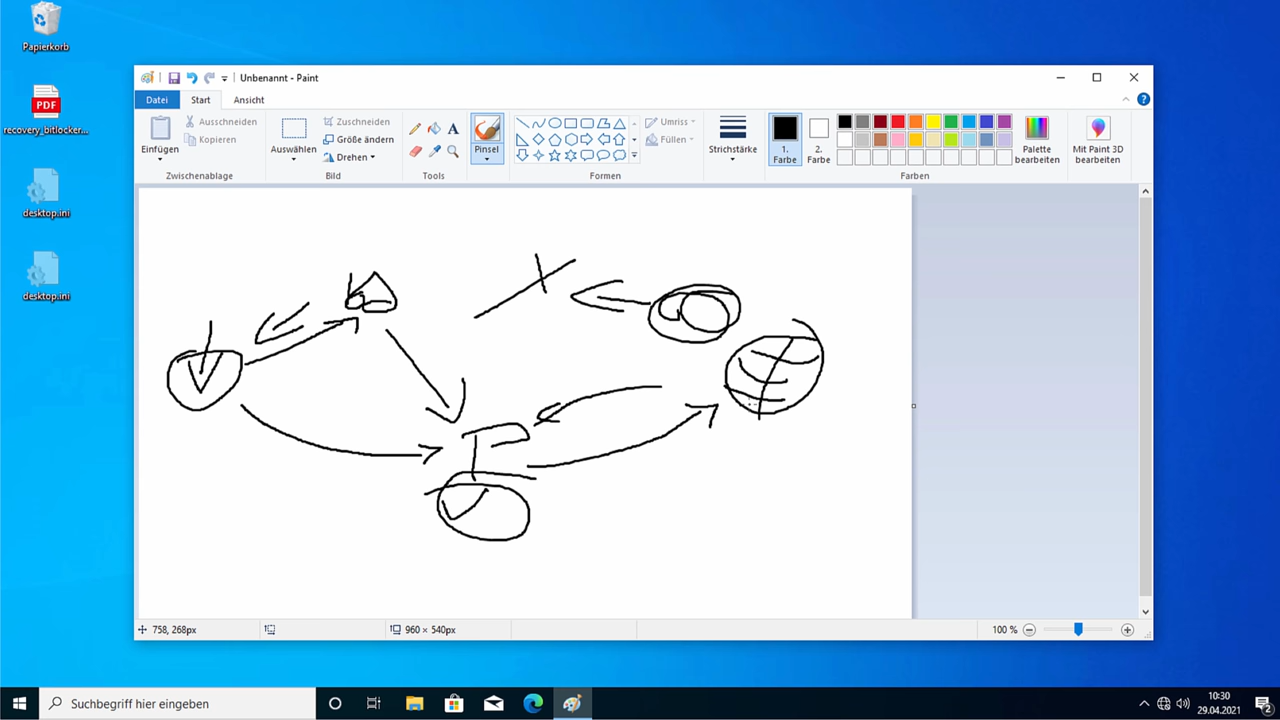 Papierkorb
PDF
recovery_bitlocker...
desktop.ini
desktop.ini
Unbenannt - Paint
Datei
Start
Ansicht
Einfügen
Ausschneiden
Kopieren
Zwischenablage
Auswählen
Zuschneiden
Größe ändern
Drehen
Bild
A
Tools
Pinsel
Umriss
Füllen
Formen
Strichstärke
1. Farbe
2. Farbe
Palette bearbeiten
Farben
Mit Paint 3D bearbeiten
758, 268px
960 × 540px
100 %
Suchbegriff hier eingeben
10:30
29.04.2021
2